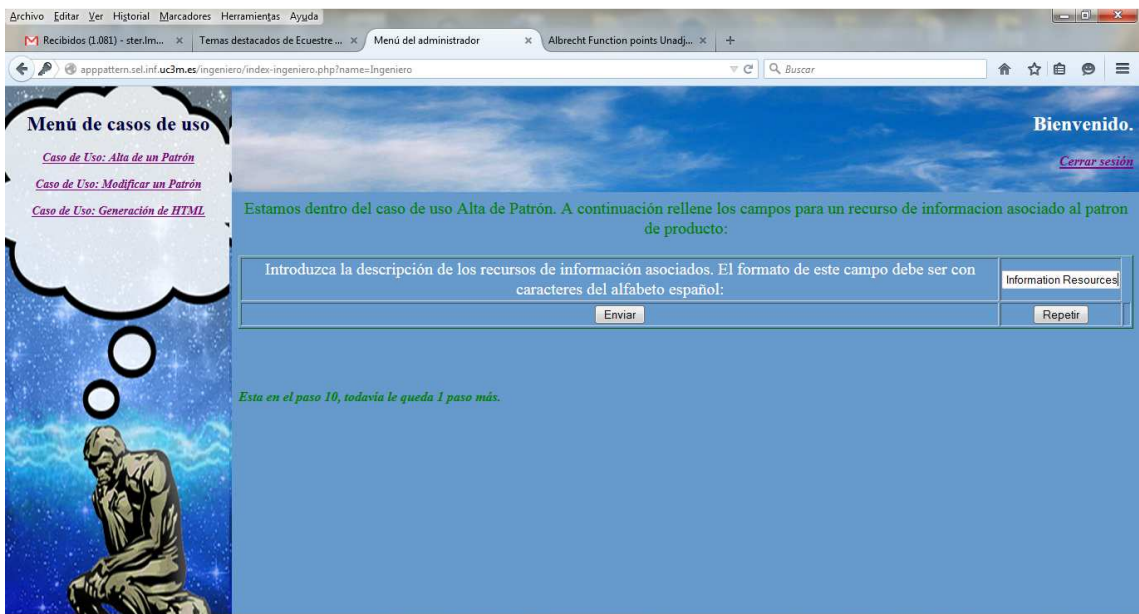 Archivo Editar Ver Historial Marcadores Herramientas Ayuda
Recibidos (1.081) - ster.lm... × Temas destacados de Ecuestre ... × Menú del administrador × Albrecht Function points Unadj... × +
apppattern.sel.inf.uc3m.es/ingeniero/index-ingeniero.php?name=Ingeniero Buscar
Menú de casos de uso
Caso de Uso: Alta de un Patrón
Caso de Uso: Modificar un Patrón
Caso de Uso: Generación de HTML
Bienvenido.
Cerrar sesión
Estamos dentro del caso de uso Alta de Patrón. A continuación rellene los campos para un recurso de informacion asociado al patron
de producto:
Introduzca la descripción de los recursos de información asociados. El formato de este campo debe ser con
caracteres del alfabeto español:
Information Resources
Enviar Repetir
Esta en el paso 10, todavia le queda 1 paso más.